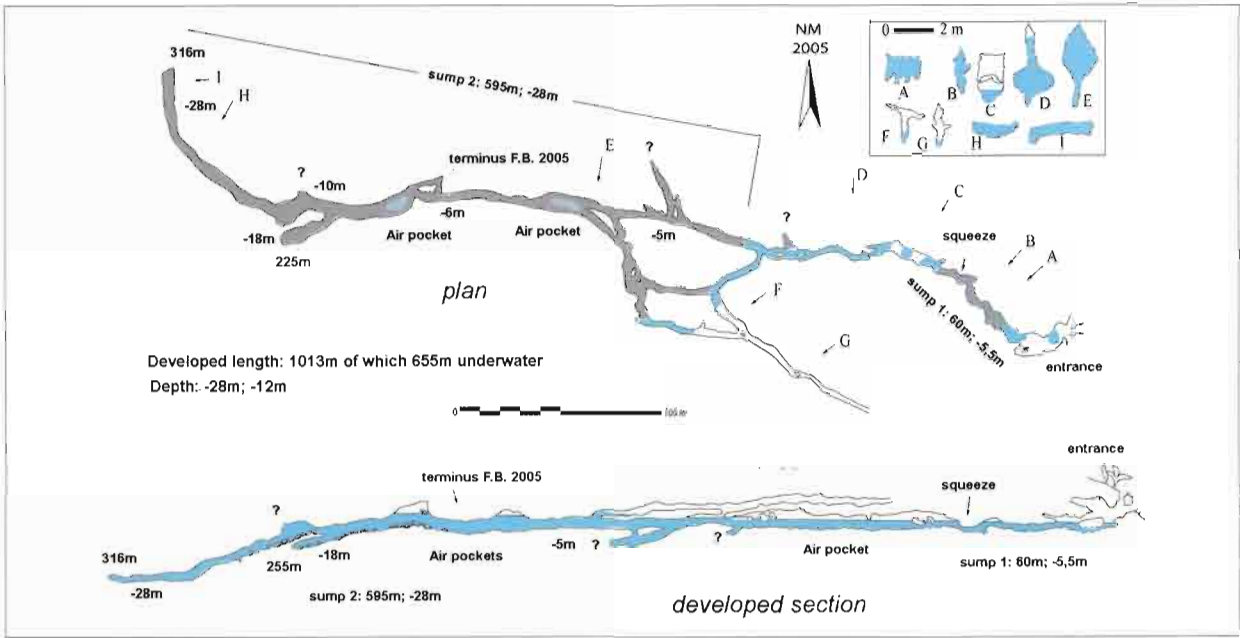 316m
I
H
-28m
sump 2: 595m; -28m
NM
2005
0 2 m
A
B
C
D
E
F
G
H
I
?
-10m
terminus F.B. 2005
E
?
D
C
squeeze
B
A
?
-18m
225m
-6m
Air pocket
Air pocket
-5m
plan
F
G
sump 1: 60m; -5,5m
entrance
Developed length: 1013m of which 655m underwater
Depth: -28m; -12m
0
entrance
terminus F.B. 2005
squeeze
?
316m
-28m
255m
-18m
Air pockets
-5m
?
?
Air pocket
sump 1: 60m; -5,5m
sump 2: 595m; -28m
developed section